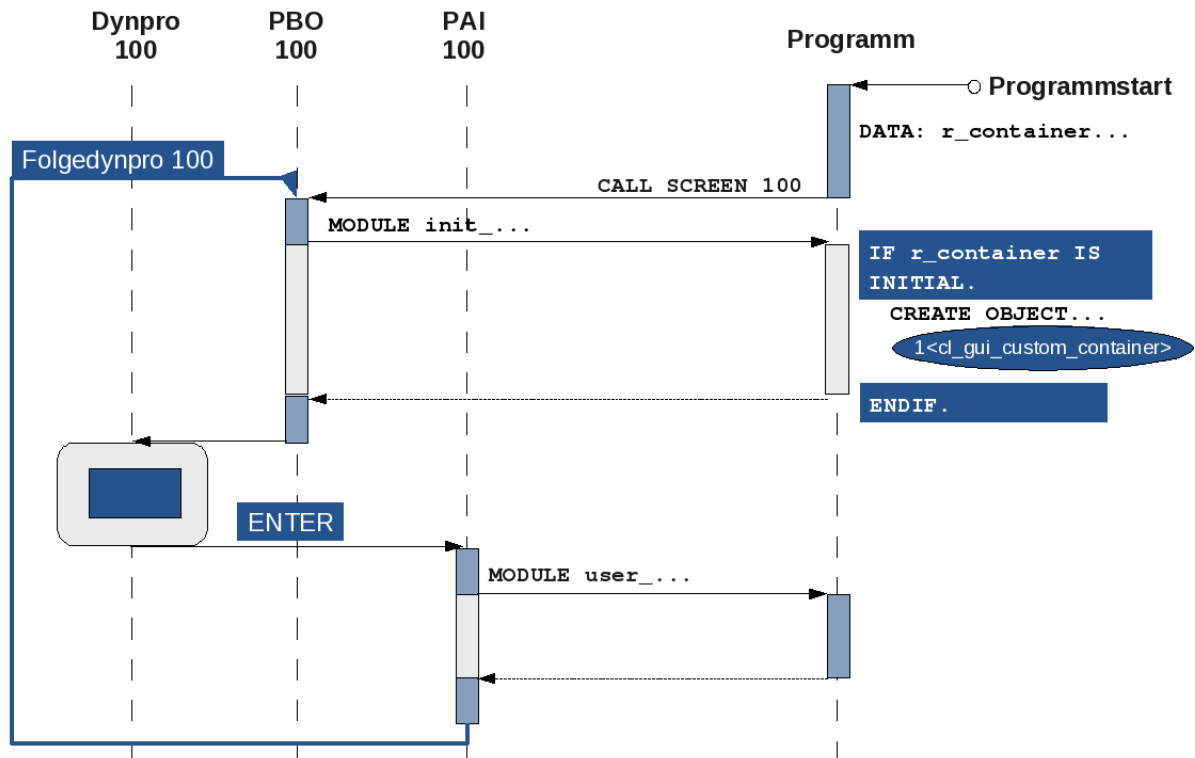 Dynpro
100
PBO
100
PAI
100
Programm
Programmstart
DATA: r_container...
Folgedynpro 100
CALL SCREEN 100
MODULE init_...
IF r_container IS
INITIAL.
CREATE OBJECT...
1<cl_gui_custom_container>
ENDIF.
ENTER
MODULE user_...